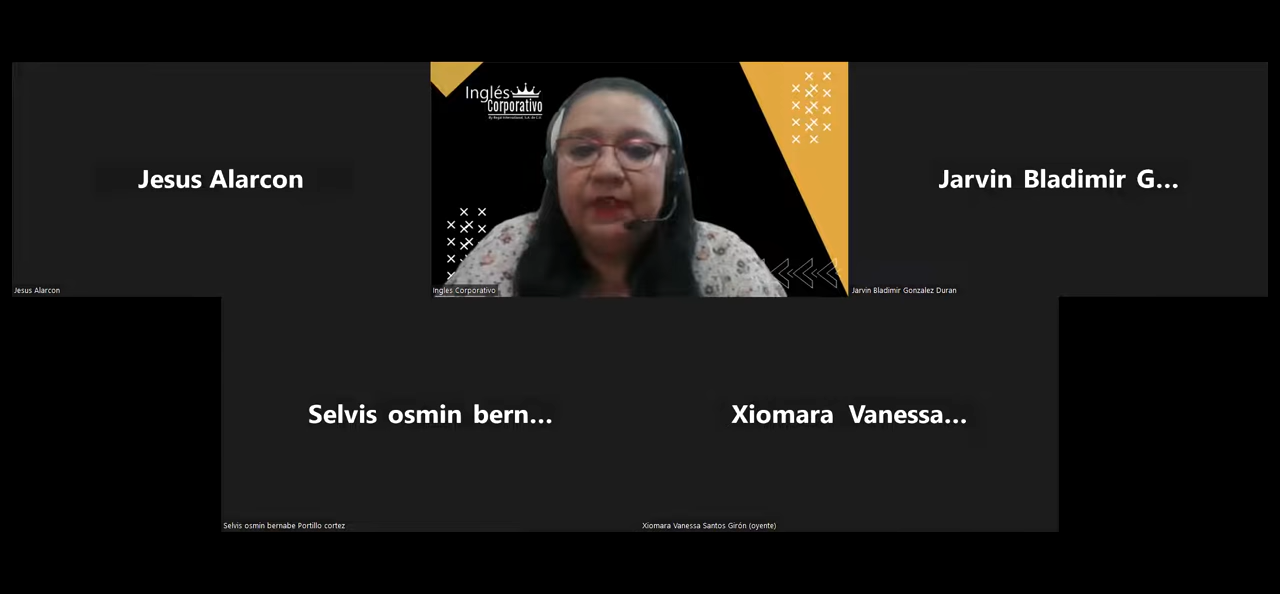 Jesus Alarcon
Jesus Alarcon
Inglés
Corporativo
Ingles Corporativo
Jarvin Bladimir G...
Jarvin Bladimir Gonzalez Duran
Selvis osmin bern...
Selvis osmin bernabe Portillo cortez
Xiomara Vanessa...
Xiomara Vanessa Santos Girón (oyente)